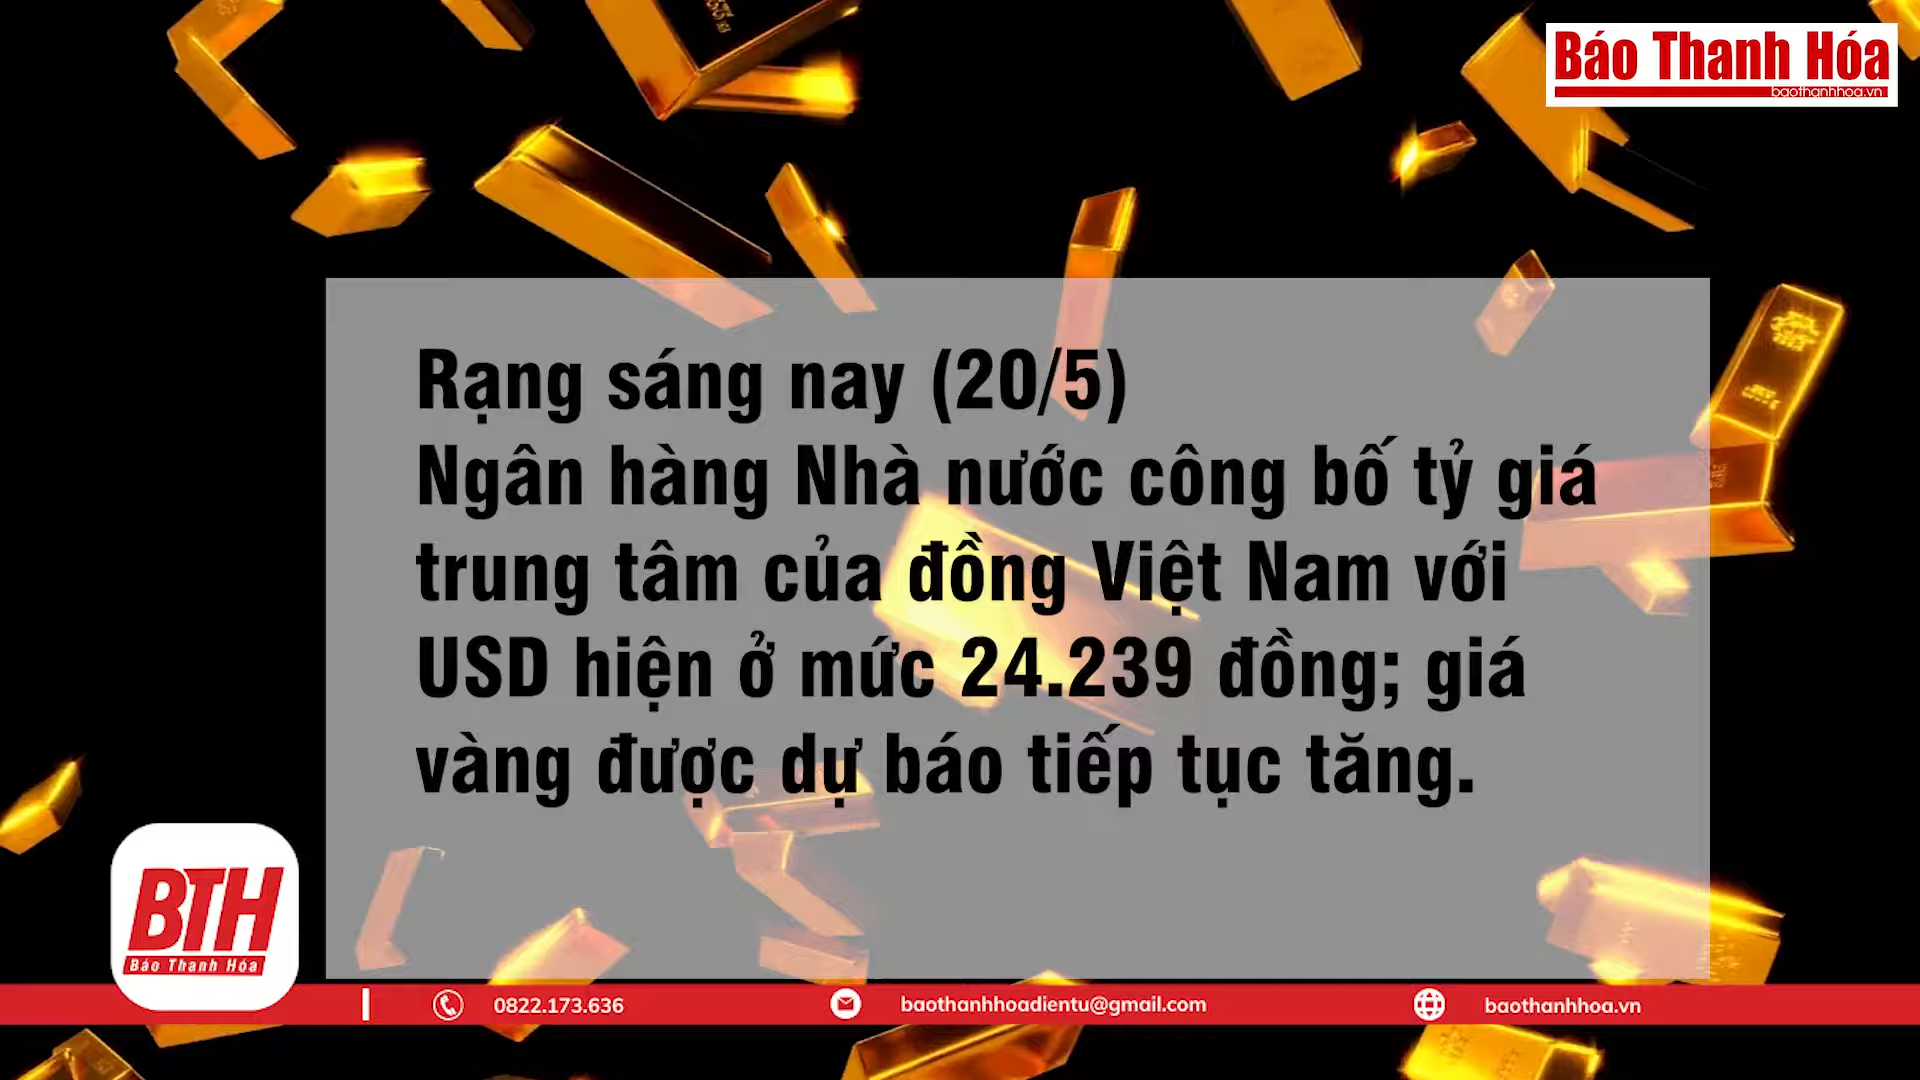 Báo Thanh Hóa
baothanhhoa.vn
Rạng sáng nay (20/5)
Ngân hàng Nhà nước công bố tỷ giá
trung tâm của đồng Việt Nam với
USD hiện ở mức 24.239 đồng; giá
vàng được dự báo tiếp tục tăng.
BTH
Báo Thanh Hóa
0822.173.636
baothanhhoadientu@gmail.com
baothanhhoa.vn